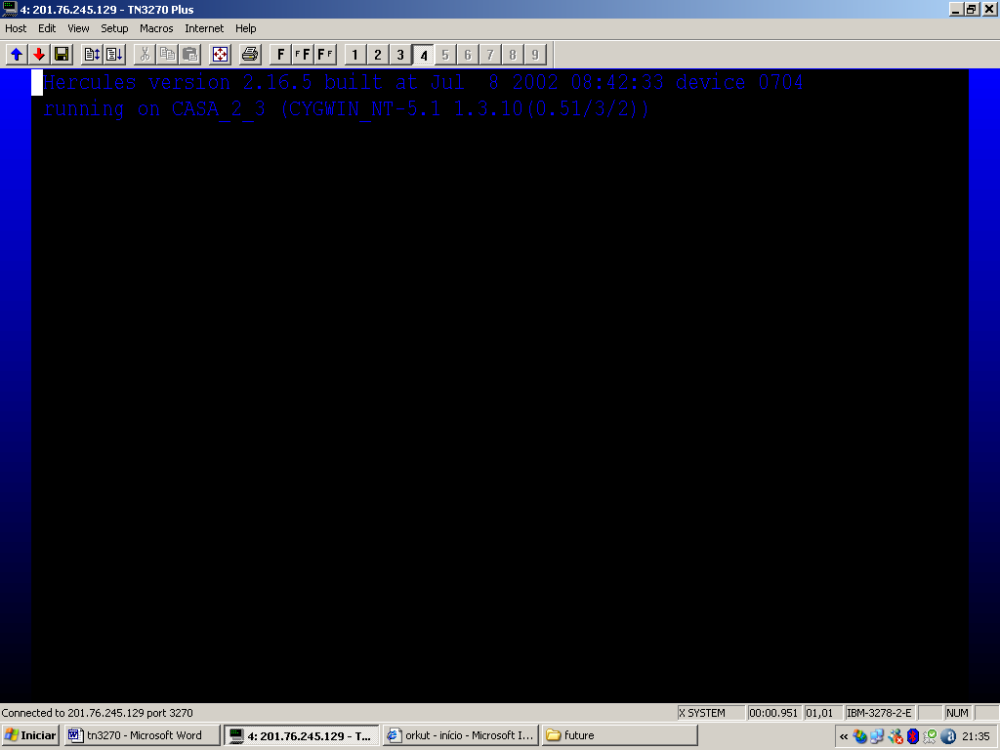 4: 201.76.245.129 - TN3270 Plus
Host Edit View Setup Macros Internet Help
F FF FF 1 2 3 4 5 6 7 8 9
Hercules version 2.16.5 built at Jul  8 2002 08:42:33 device 0704
running on CASA_2_3 (CYGWIN_NT-5.1 1.3.10(0.51/3/2))
Connected to 201.76.245.129 port 3270 X SYSTEM 00:00.951 01,01 IBM-3278-2-E NUM
Iniciar tn3270 - Microsoft Word 4: 201.76.245.129 - T... orkut - início - Microsoft I... future « 21:35